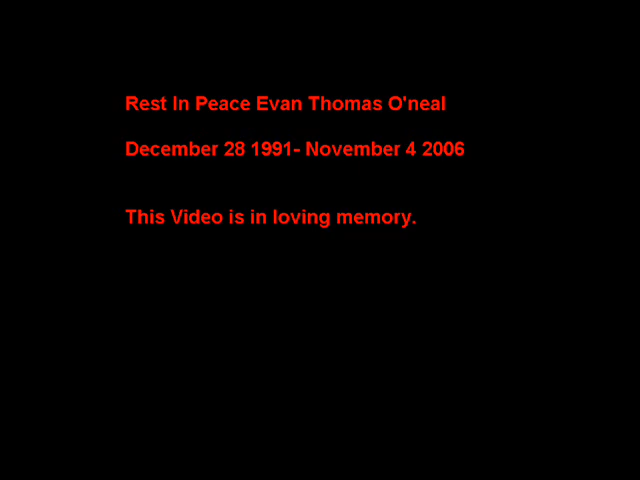 Rest In Peace Evan Thomas O'neal
December 28 1991- November 4 2006
This Video is in loving memory.